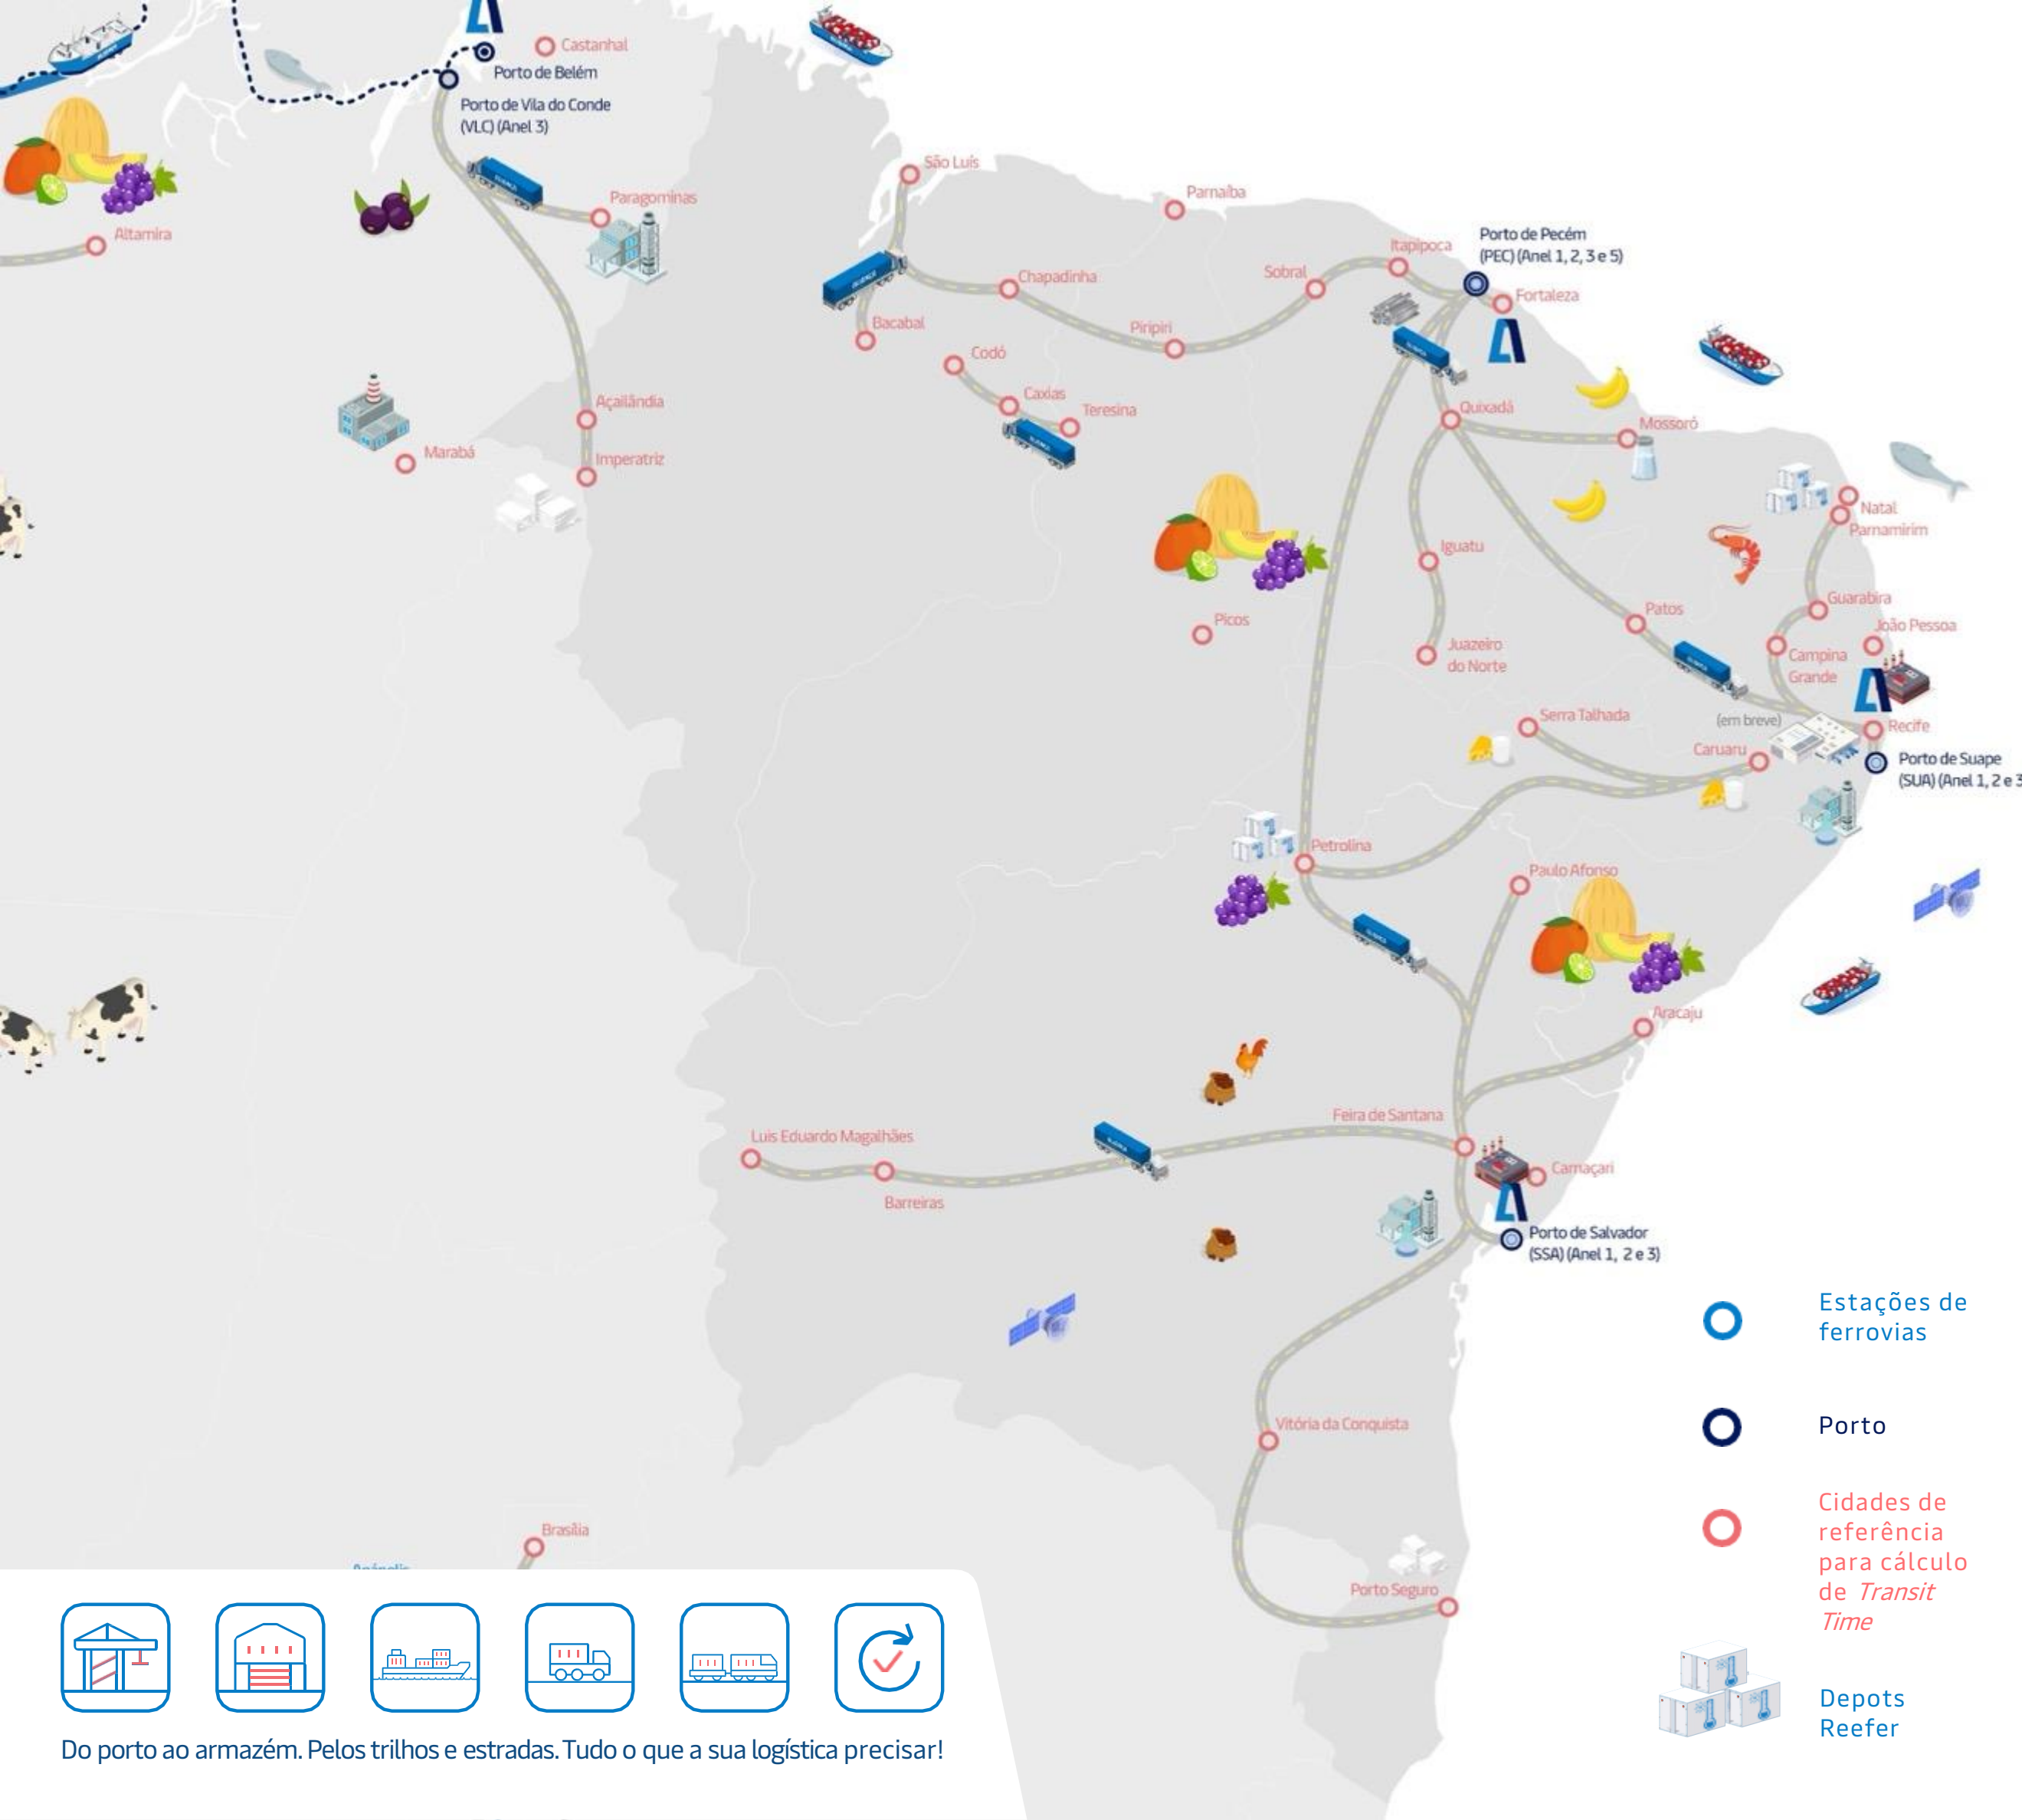 Castanhal
Porto de Belém
Porto de Vila do Conde
(VLC) (Anel 3)
São Luís
Parnaíba
Paragominas
Altamira
Porto de Pecém
(PEC) (Anel 1, 2, 3 e 5)
Itapipoca
Sobral
Chapadinha
Fortaleza
Bacabal
Piripiri
Codó
Caxias
Teresina
Açailândia
Quixadá
Mossoró
Marabá
Imperatriz
Natal
Parnamirim
Iguatu
Guarabira
Patos
Picos
João Pessoa
Juazeiro
do Norte
Campina
Grande
Serra Talhada
(em breve)
Recife
Caruaru
Porto de Suape
(SUA) (Anel 1, 2 e 3
Petrolina
Paulo Afonso
Aracaju
Feira de Santana
Luis Eduardo Magalhães
Camaçari
Barreiras
Porto de Salvador
(SSA) (Anel 1, 2 e 3)
Estações de
ferrovias
Vitória da Conquista
Porto
Cidades de
referência
para cálculo
de Transit
Time
Brasília
Porto Seguro
Depots
Reefer
Do porto ao armazém. Pelos trilhos e estradas. Tudo o que a sua logística precisar!